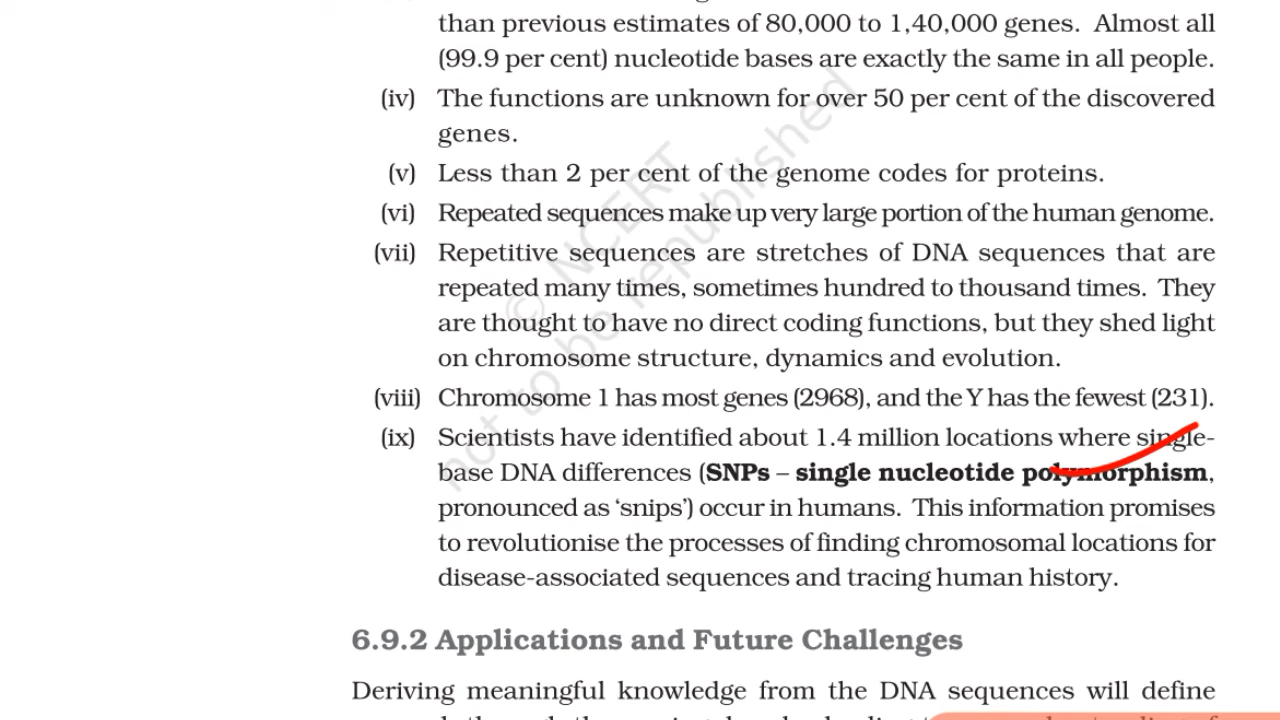 than previous estimates of 80,000 to 1,40,000 genes. Almost all
(99.9 per cent) nucleotide bases are exactly the same in all people.
(iv) The functions are unknown for over 50 per cent of the discovered
genes.
(v) Less than 2 per cent of the genome codes for proteins.
(vi) Repeated sequences make up very large portion of the human genome.
(vii) Repetitive sequences are stretches of DNA sequences that are
repeated many times, sometimes hundred to thousand times. They
are thought to have no direct coding functions, but they shed light
on chromosome structure, dynamics and evolution.
(viii) Chromosome 1 has most genes (2968), and the Y has the fewest (231).
(ix) Scientists have identified about 1.4 million locations where single-
base DNA differences (SNPs – single nucleotide polymorphism,
pronounced as ‘snips’) occur in humans. This information promises
to revolutionise the processes of finding chromosomal locations for
disease-associated sequences and tracing human history.
6.9.2 Applications and Future Challenges
Deriving meaningful knowledge from the DNA sequences will define
© NCERT
not to be republished